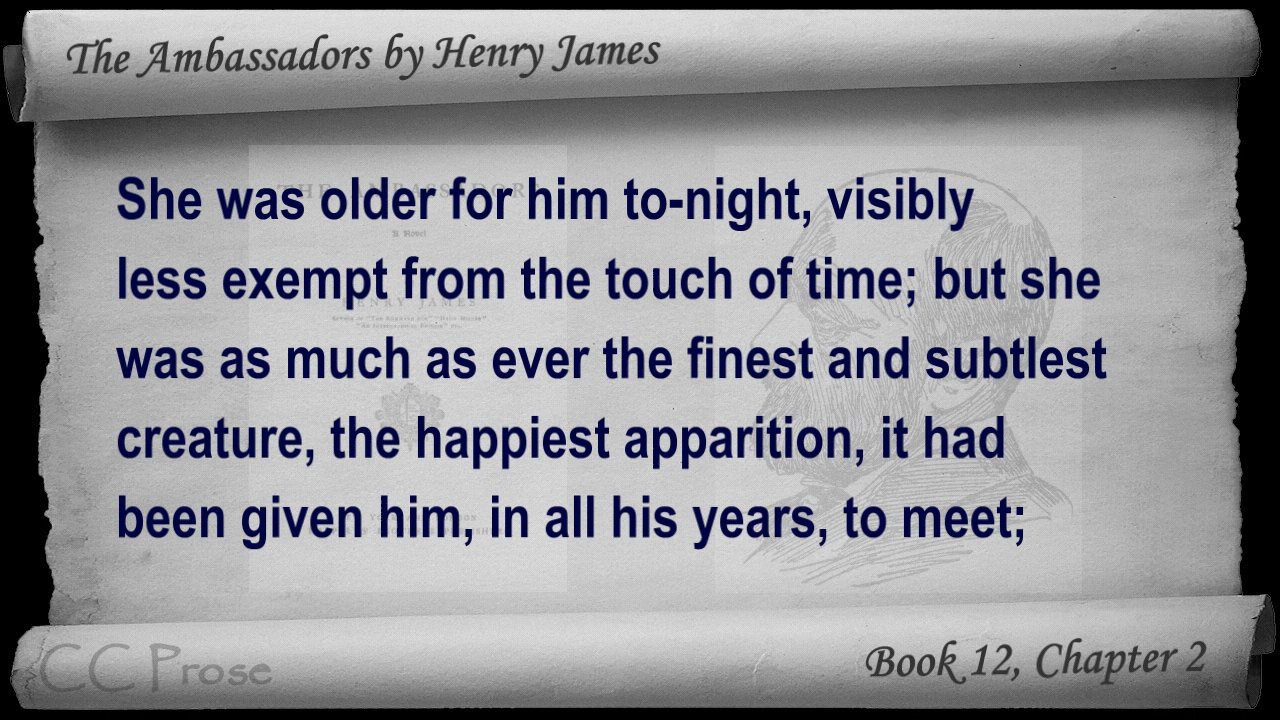 The Ambassadors by Henry James
She was older for him to-night, visibly
less exempt from the touch of time; but she
was as much as ever the finest and subtlest
creature, the happiest apparition, it had
been given him, in all his years, to meet;
CC Prose
Book 12, Chapter 2